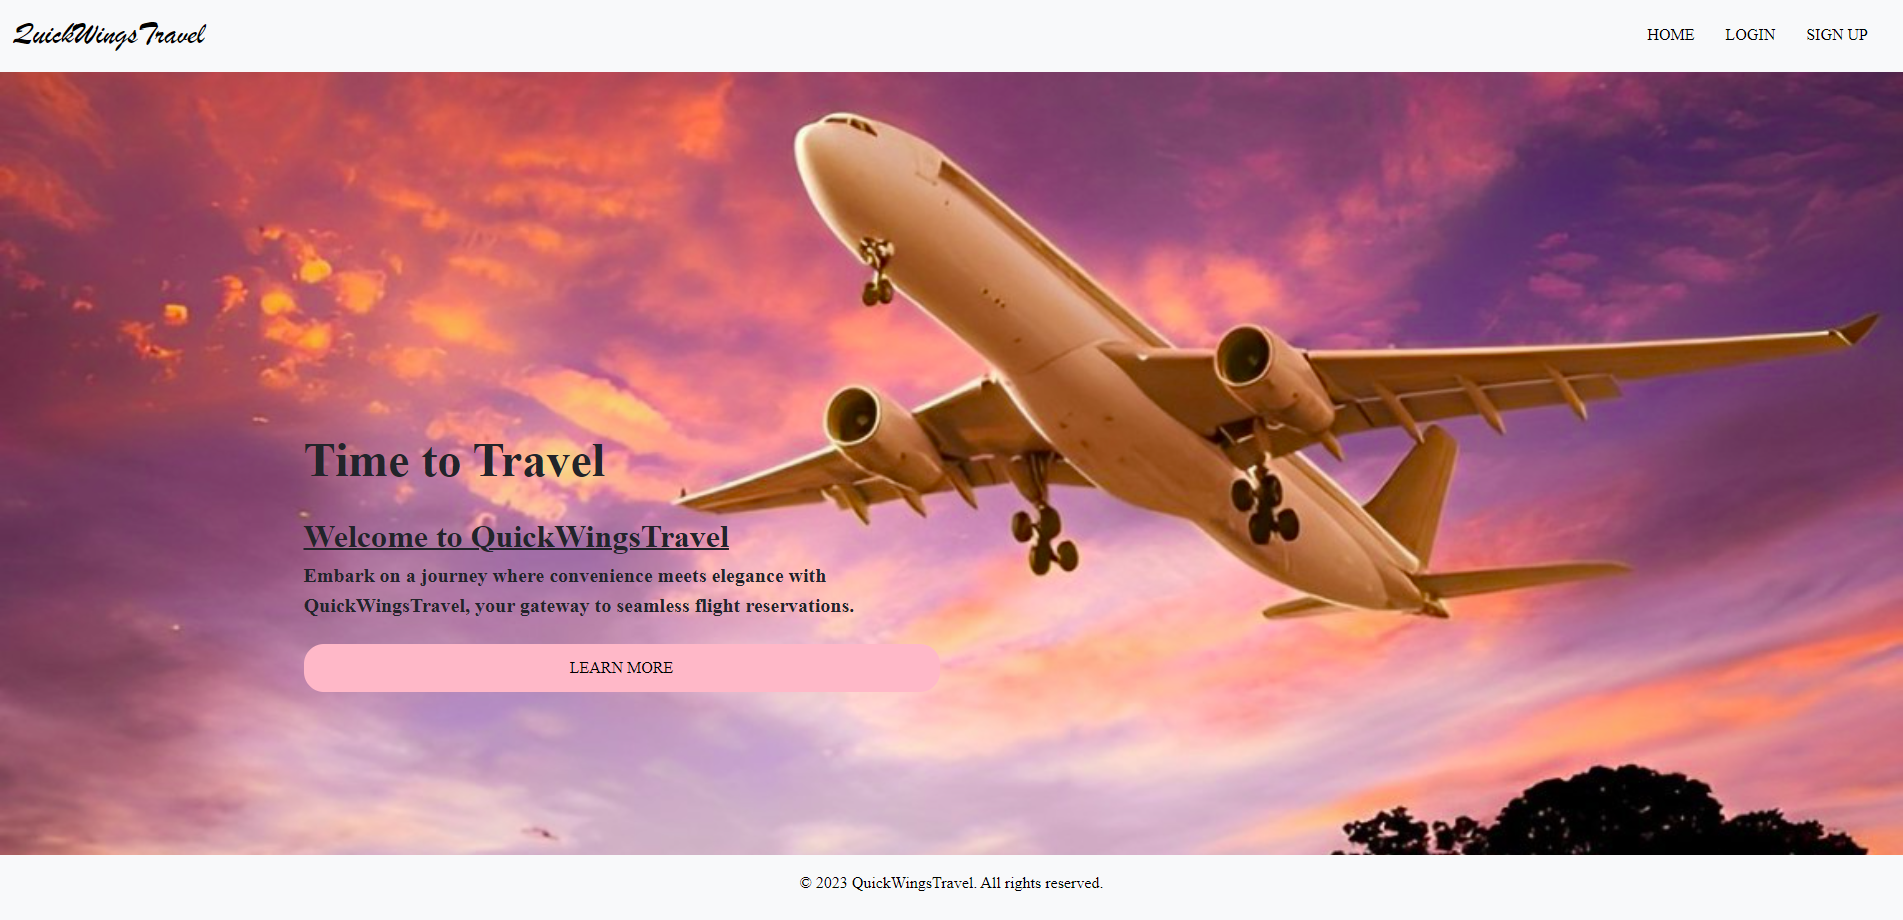 QuickWingsTravel
HOME LOGIN SIGN UP
Time to Travel
Welcome to QuickWingsTravel
Embark on a journey where convenience meets elegance with
QuickWingsTravel, your gateway to seamless flight reservations.
LEARN MORE
© 2023 QuickWingsTravel. All rights reserved.